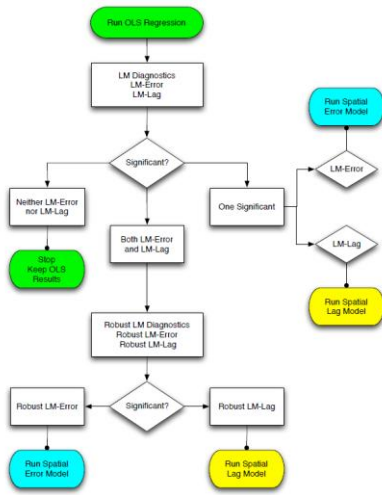 Run OLS Regression
LM Diagnostics
LM-Error
LM-Lag
Significant?
Run Spatial
Error Model
LM-Error
Neither LM-Error
nor LM-Lag
One Significant
Both LM-Error
and LM-Lag
LM-Lag
Stop
Keep OLS
Results
Run Spatial
Lag Model
Robust LM Diagnostics
Robust LM-Error
Robust LM-Lag
Robust LM-Error
Significant?
Robust LM-Lag
Run Spatial
Error Model
Run Spatial
Lag Model